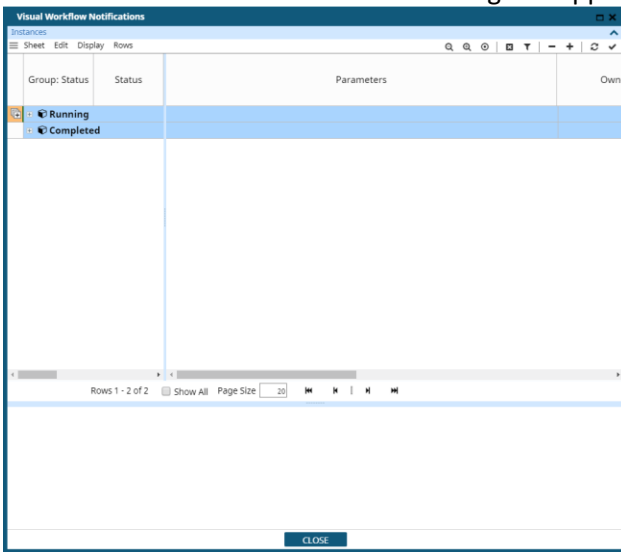 Visual Workflow Notifications
Instances
Sheet Edit Display Rows
Group: Status Status Parameters Own
Running
Completed
Rows 1 - 2 of 2 Show All Page Size 20
CLOSE